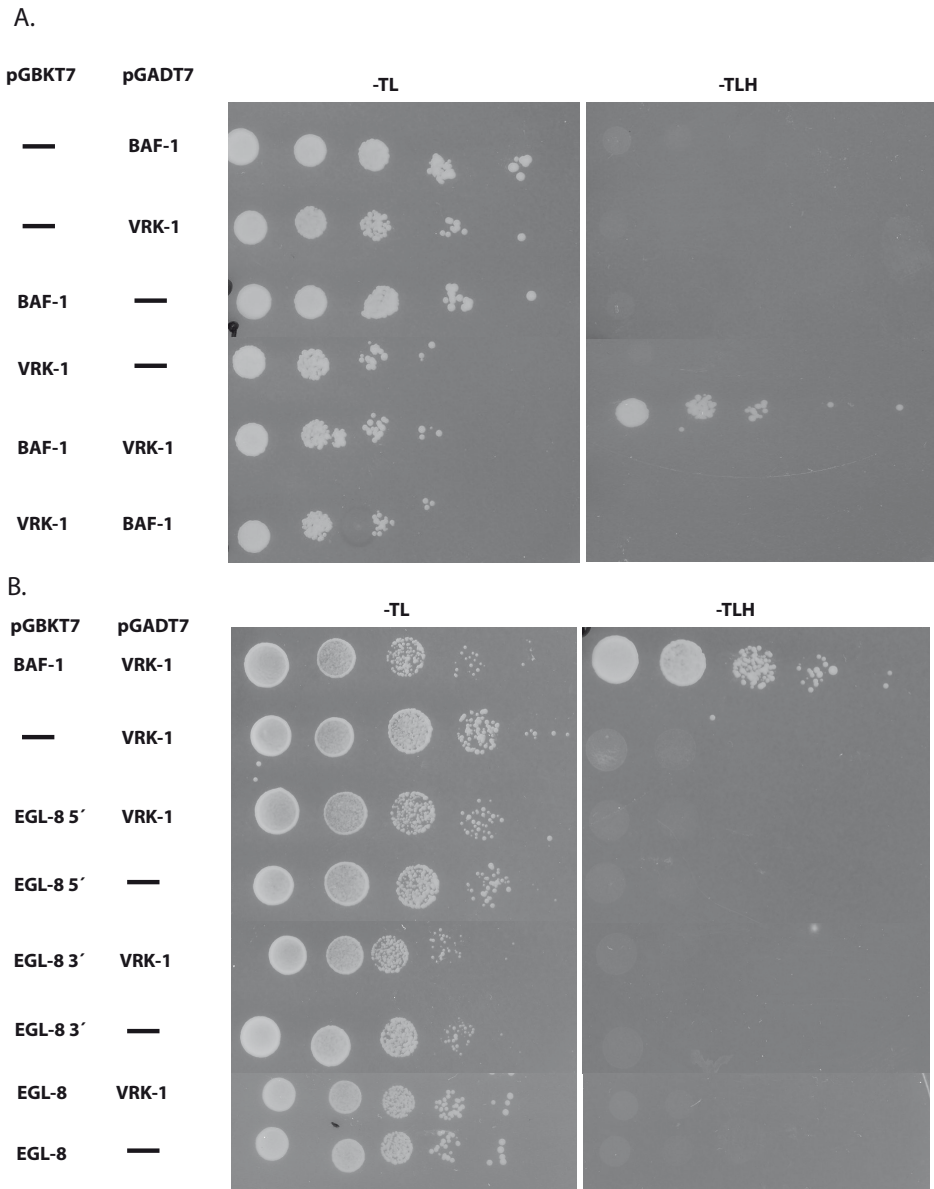 A.
pGBKT7 pGADT7 -TL -TLH
— BAF-1
— VRK-1
BAF-1 —
VRK-1 —
BAF-1 VRK-1
VRK-1 BAF-1
B.
pGBKT7 pGADT7 -TL -TLH
BAF-1 VRK-1
— VRK-1
EGL-8 5´ VRK-1
EGL-8 5´ —
EGL-8 3´ VRK-1
EGL-8 3´ —
EGL-8 VRK-1
EGL-8 —